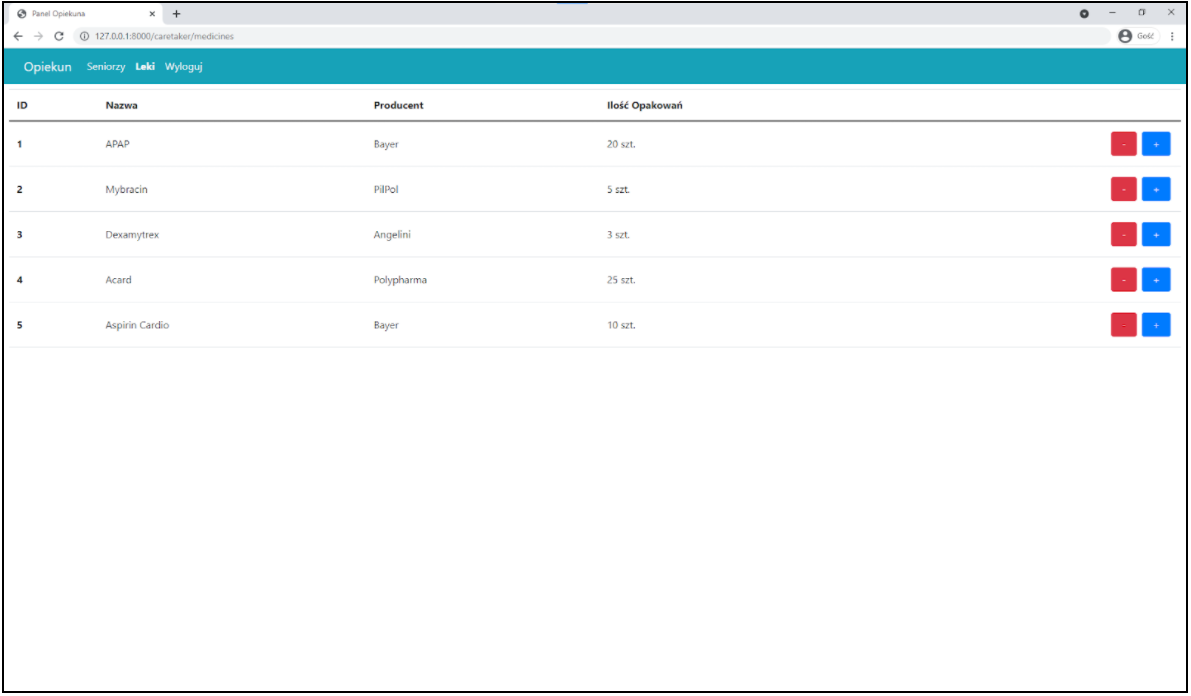 Panel Opiekuna
127.0.0.1:8000/caretaker/medicines
Gość
Opiekun Seniorzy Leki Wyloguj
ID Nazwa Producent Ilość Opakowań
1 APAP Bayer 20 szt. - +
2 Mybracin PilPol 5 szt. - +
3 Dexamytrex Angelini 3 szt. - +
4 Acard Polypharma 25 szt. - +
5 Aspirin Cardio Bayer 10 szt. - +